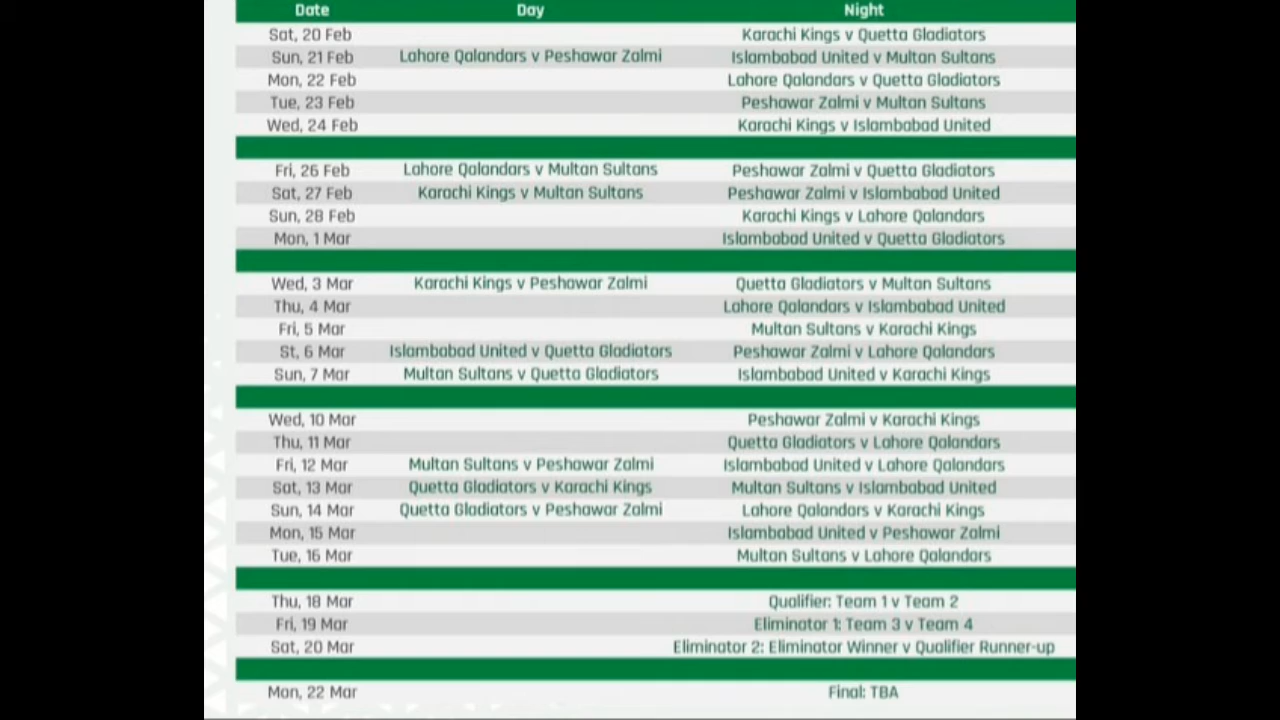 Date Day Night
Sat, 20 Feb Karachi Kings v Quetta Gladiators
Sun, 21 Feb Lahore Qalandars v Peshawar Zalmi Islambabad United v Multan Sultans
Mon, 22 Feb Lahore Qalandars v Quetta Gladiators
Tue, 23 Feb Peshawar Zalmi v Multan Sultans
Wed, 24 Feb Karachi Kings v Islambabad United
Fri, 26 Feb Lahore Qalandars v Multan Sultans Peshawar Zalmi v Quetta Gladiators
Sat, 27 Feb Karachi Kings v Multan Sultans Peshawar Zalmi v Islambabad United
Sun, 28 Feb Karachi Kings v Lahore Qalandars
Mon, 1 Mar Islambabad United v Quetta Gladiators
Wed, 3 Mar Karachi Kings v Peshawar Zalmi Quetta Gladiators v Multan Sultans
Thu, 4 Mar Lahore Qalandars v Islambabad United
Fri, 5 Mar Multan Sultans v Karachi Kings
St, 6 Mar Islambabad United v Quetta Gladiators Peshawar Zalmi v Lahore Qalandars
Sun, 7 Mar Multan Sultans v Quetta Gladiators Islambabad United v Karachi Kings
Wed, 10 Mar Peshawar Zalmi v Karachi Kings
Thu, 11 Mar Quetta Gladiators v Lahore Qalandars
Fri, 12 Mar Multan Sultans v Peshawar Zalmi Islambabad United v Lahore Qalandars
Sat, 13 Mar Quetta Gladiators v Karachi Kings Multan Sultans v Islambabad United
Sun, 14 Mar Quetta Gladiators v Peshawar Zalmi Lahore Qalandars v Karachi Kings
Mon, 15 Mar Islambabad United v Peshawar Zalmi
Tue, 16 Mar Multan Sultans v Lahore Qalandars
Thu, 18 Mar Qualifier: Team 1 v Team 2
Fri, 19 Mar Eliminator 1: Team 3 v Team 4
Sat, 20 Mar Eliminator 2: Eliminator Winner v Qualifier Runner-up
Mon, 22 Mar Final: TBA